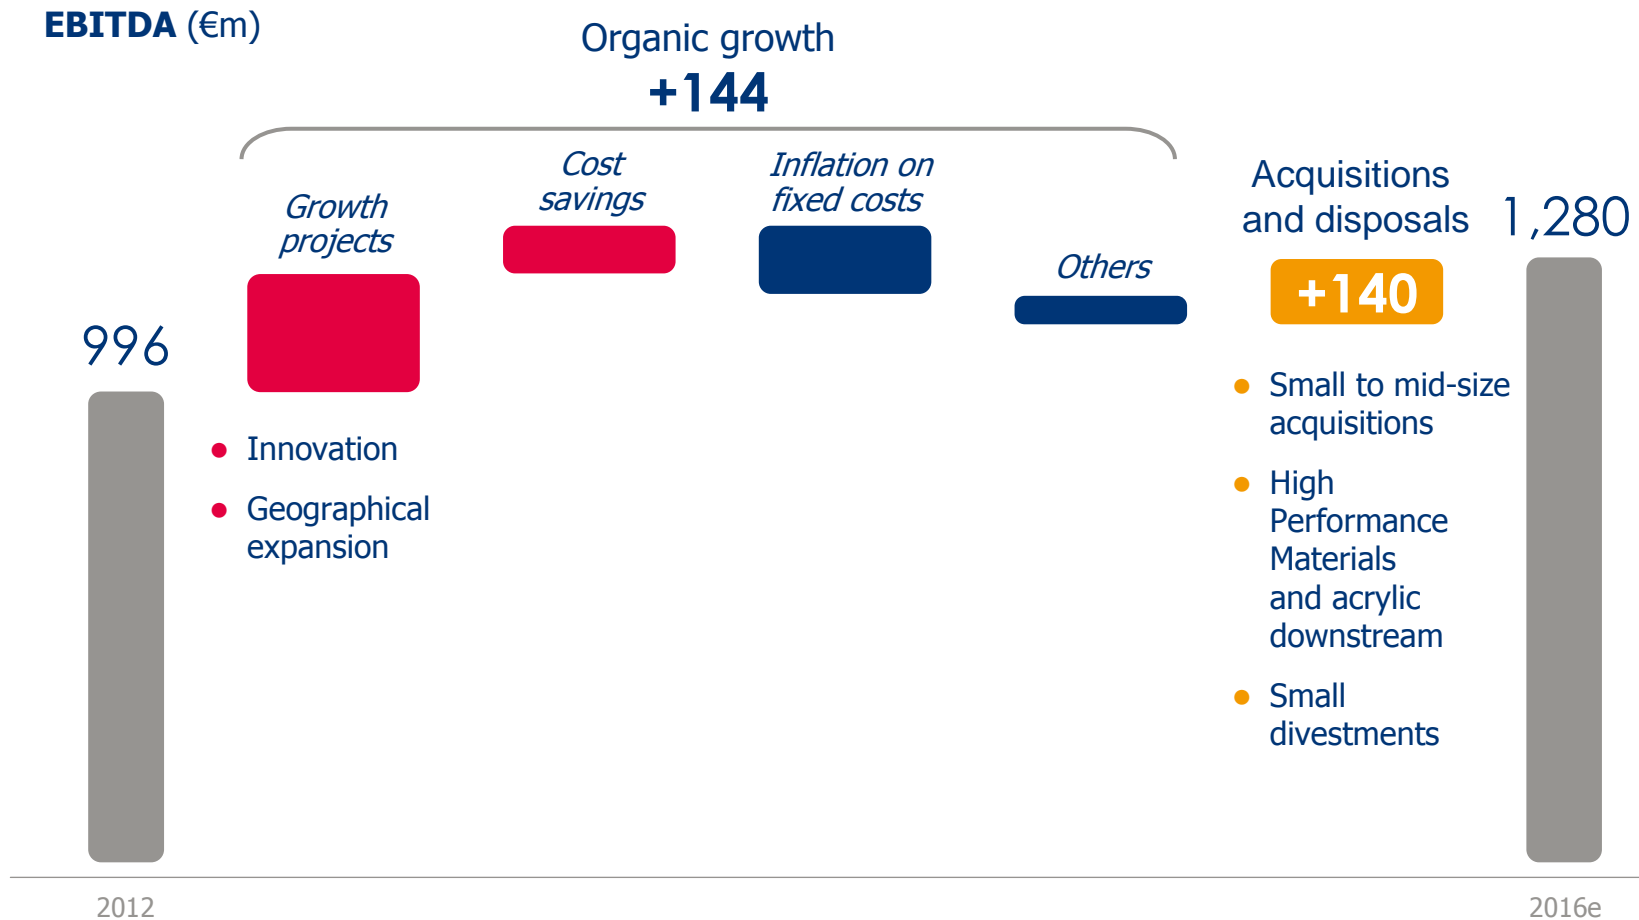 EBITDA (€m)
Organic growth
+144
Growth
projects
Cost
savings
Inflation on
fixed costs
Others
Acquisitions
and disposals
996
1,280
+140
● Innovation
● Geographical
expansion
● Small to mid-size
acquisitions
● High
Performance
Materials
and acrylic
downstream
● Small
divestments
2012
2016e